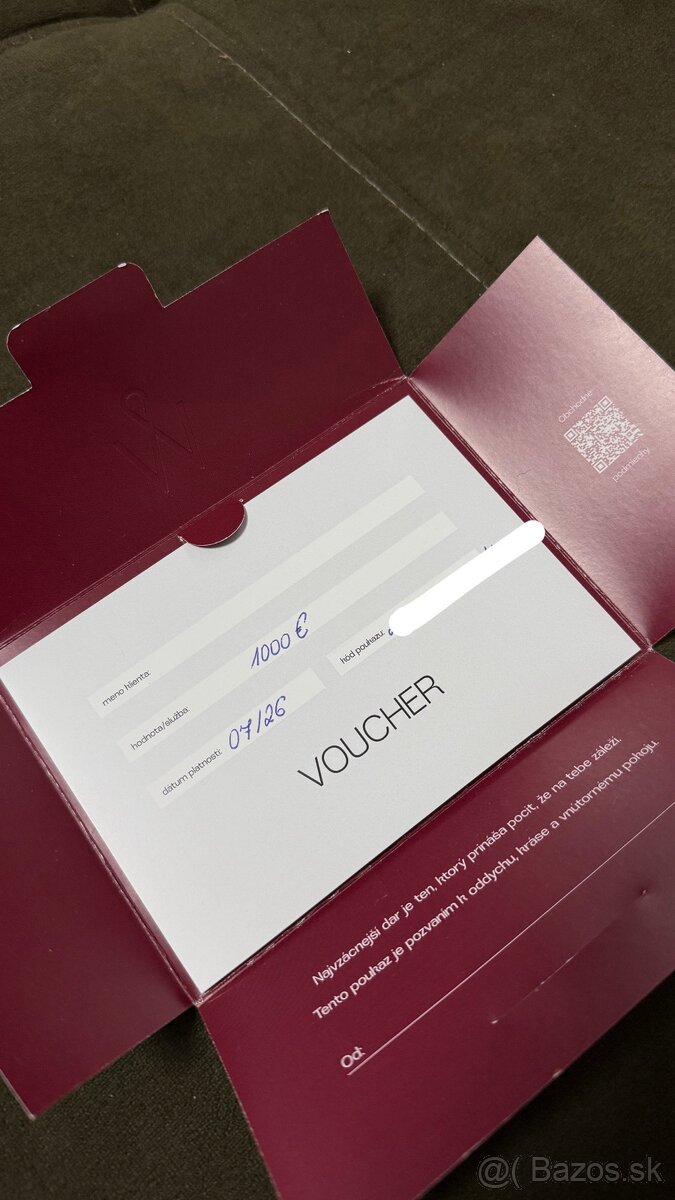 Obchodné
podmienky
meno klienta:
hodnota/služba: 1000 €
dátum platnosti: 07/26
kód poukazu:
VOUCHER
Najvzácnejší dar je ten, ktorý prináša pocit, že na tebe záleží.
Tento poukaz je pozvaním k oddychu, kráse a vnútornému pokoju.
Od:
@( Bazos.sk